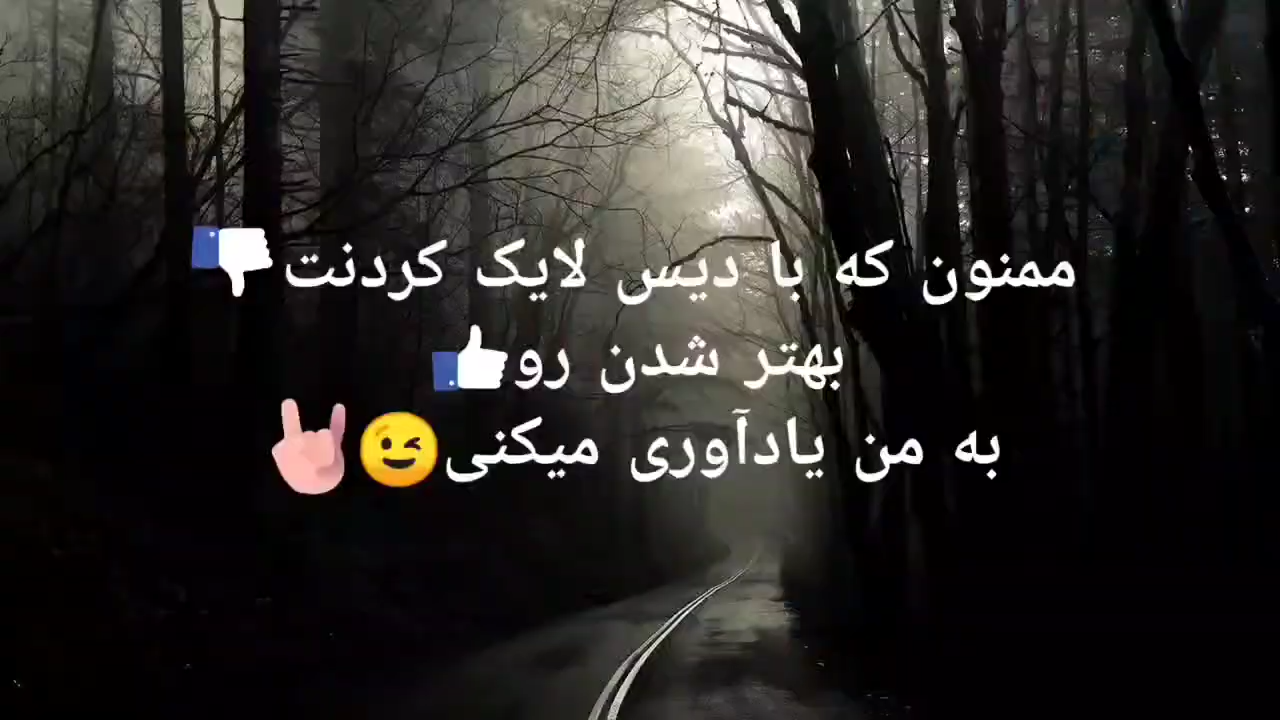 ممنون که با دیس لایک کردنت👎
بهتر شدن رو👍
به من یادآوری میکنی😉🤘